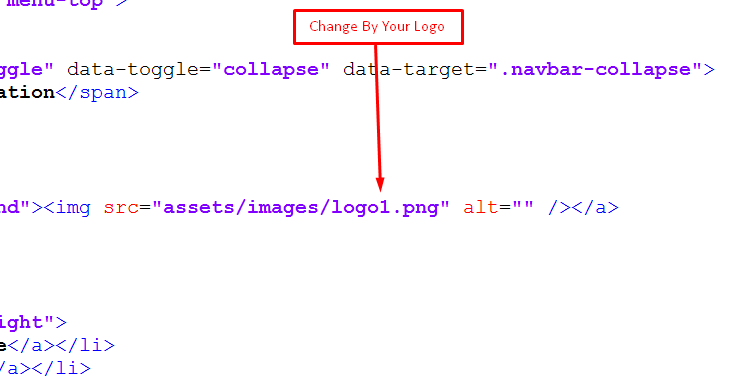 menu-top">
Change By Your Logo
ggle" data-toggle="collapse" data-target=".navbar-collapse">
ation</span>
nd"><img src="assets/images/logo1.png" alt="" /></a>
ight">
e</a></li>
/a></li>